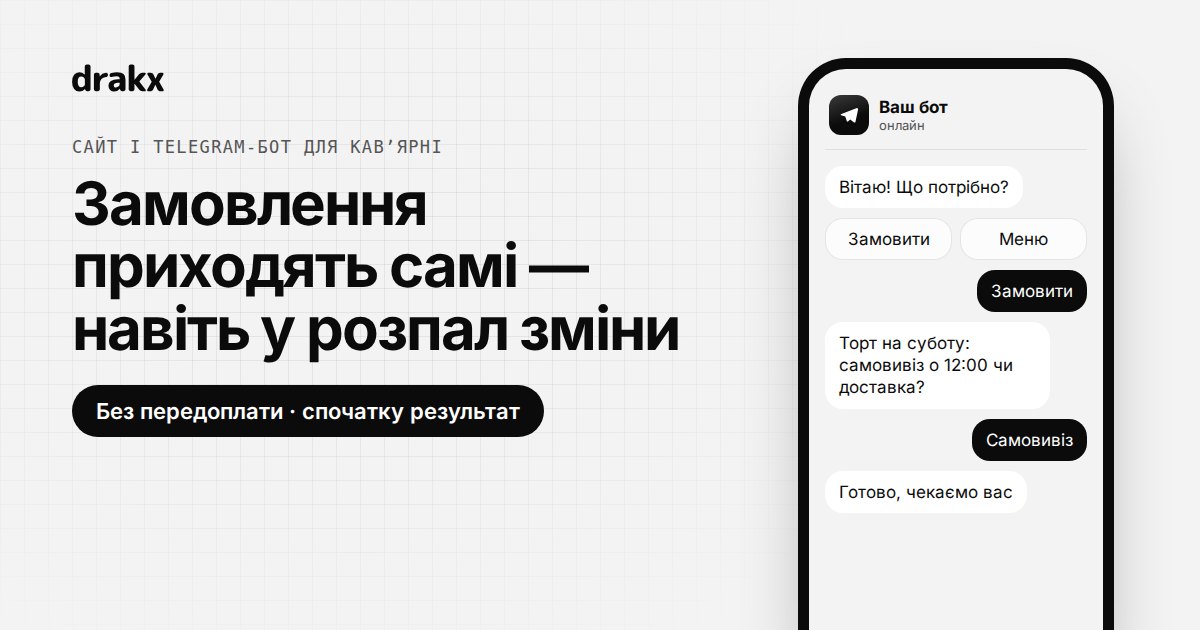 drakx
САЙТ І TELEGRAM-БОТ ДЛЯ КАВ’ЯРНІ
Замовлення
приходять самі —
навіть у розпал зміни
Без передоплати · спочатку результат
Ваш бот
онлайн
Вітаю! Що потрібно?
Замовити
Меню
Замовити
Торт на суботу:
самовивіз о 12:00 чи
доставка?
Самовивіз
Готово, чекаємо вас